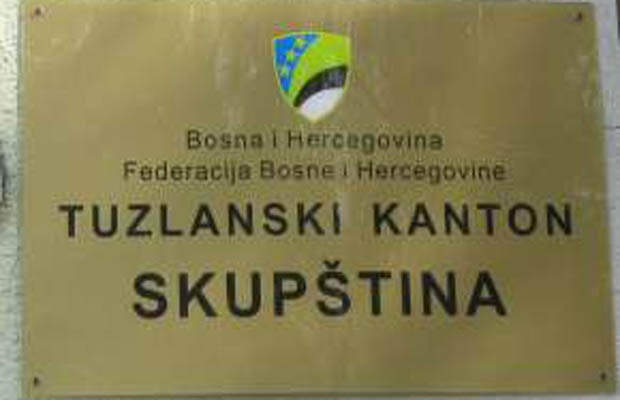 Bosna i Hercegovina
Federacija Bosne i Hercegovine
TUZLANSKI KANTON
SKUPŠTINA